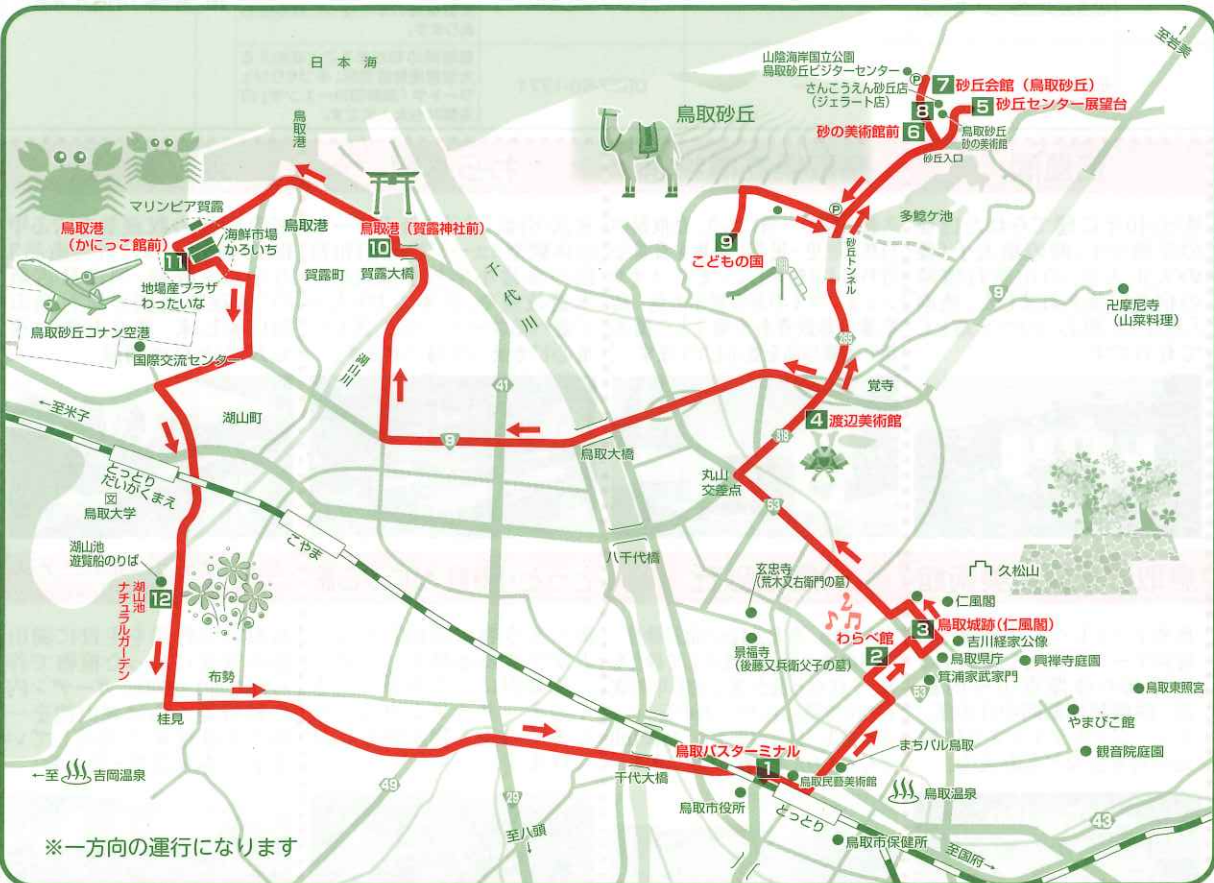 日本海
鳥取港
鳥取砂丘
山陰海岸国立公園
鳥取砂丘ビジターセンター
さんこうえん砂丘店
(ジェラート店)
P
7 砂丘会館(鳥取砂丘)
8
5 砂丘センター展望台
砂の美術館前 6
鳥取砂丘
砂の美術館
砂丘入口
至岩美
マリンピア賀露
鳥取港
(かにっこ館前)
11
海鮮市場
かろいち
地場産プラザ
わったいな
鳥取港
賀露町
鳥取港(賀露神社前)
10
賀露大橋
千代川
P
多鯰ケ池
9
こどもの国
砂丘トンネル
9
卍摩尼寺
(山菜料理)
鳥取砂丘コナン空港
国際交流センター
湖山川
41
265
覚寺
←至米子
湖山町
9
鳥取大橋
4 渡辺美術館
319
とっとり
だいがくまえ
文
鳥取大学
丸山
交差点
53
こやま
八千代橋
湖山池
遊覧船のりば
12
湖山池
ナチュラルガーデン
玄忠寺
(荒木又右衛門の墓)
久松山
仁風閣
3 鳥取城跡(仁風閣)
わらべ館
2
吉川経家公像
鳥取県庁
興禅寺庭園
景福寺
(後藤又兵衛父子の墓)
箕浦家武家門
53
鳥取東照宮
布勢
桂見
やまびこ館
観音院庭園
鳥取バスターミナル
1
まちパル鳥取
鳥取民藝美術館
←至 吉岡温泉
49
29
千代大橋
鳥取市役所
とっとり
鳥取温泉
43
至八頭
鳥取市保健所
至国府→
※一方向の運行になります